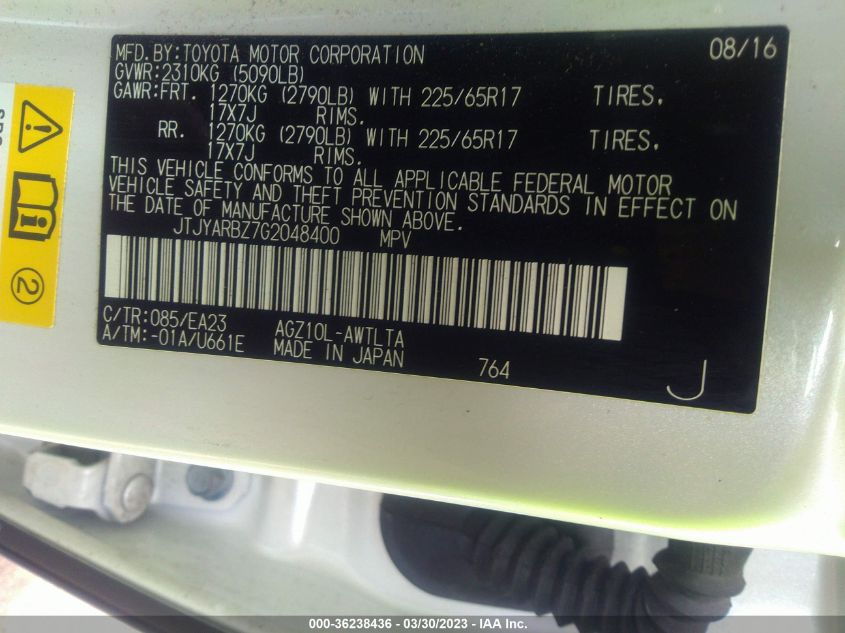 MFD.BY:TOYOTA MOTOR CORPORATION 08/16
GVWR:2310KG (5090LB)
GAWR:FRT. 1270KG (2790LB) WITH 225/65R17 TIRES.
17X7J RIMS.
RR. 1270KG (2790LB) WITH 225/65R17 TIRES.
17X7J RIMS.
THIS VEHICLE CONFORMS TO ALL APPLICABLE FEDERAL MOTOR
VEHICLE SAFETY AND THEFT PREVENTION STANDARDS IN EFFECT ON
THE DATE OF MANUFACTURE SHOWN ABOVE.
JTJYARBZ7G2048400 MPV
C/TR:085/EA23 AGZ10L-AWTLTA
A/TM:-01A/U661E MADE IN JAPAN 764
J
2
000-36238436 - 03/30/2023 - IAA Inc.